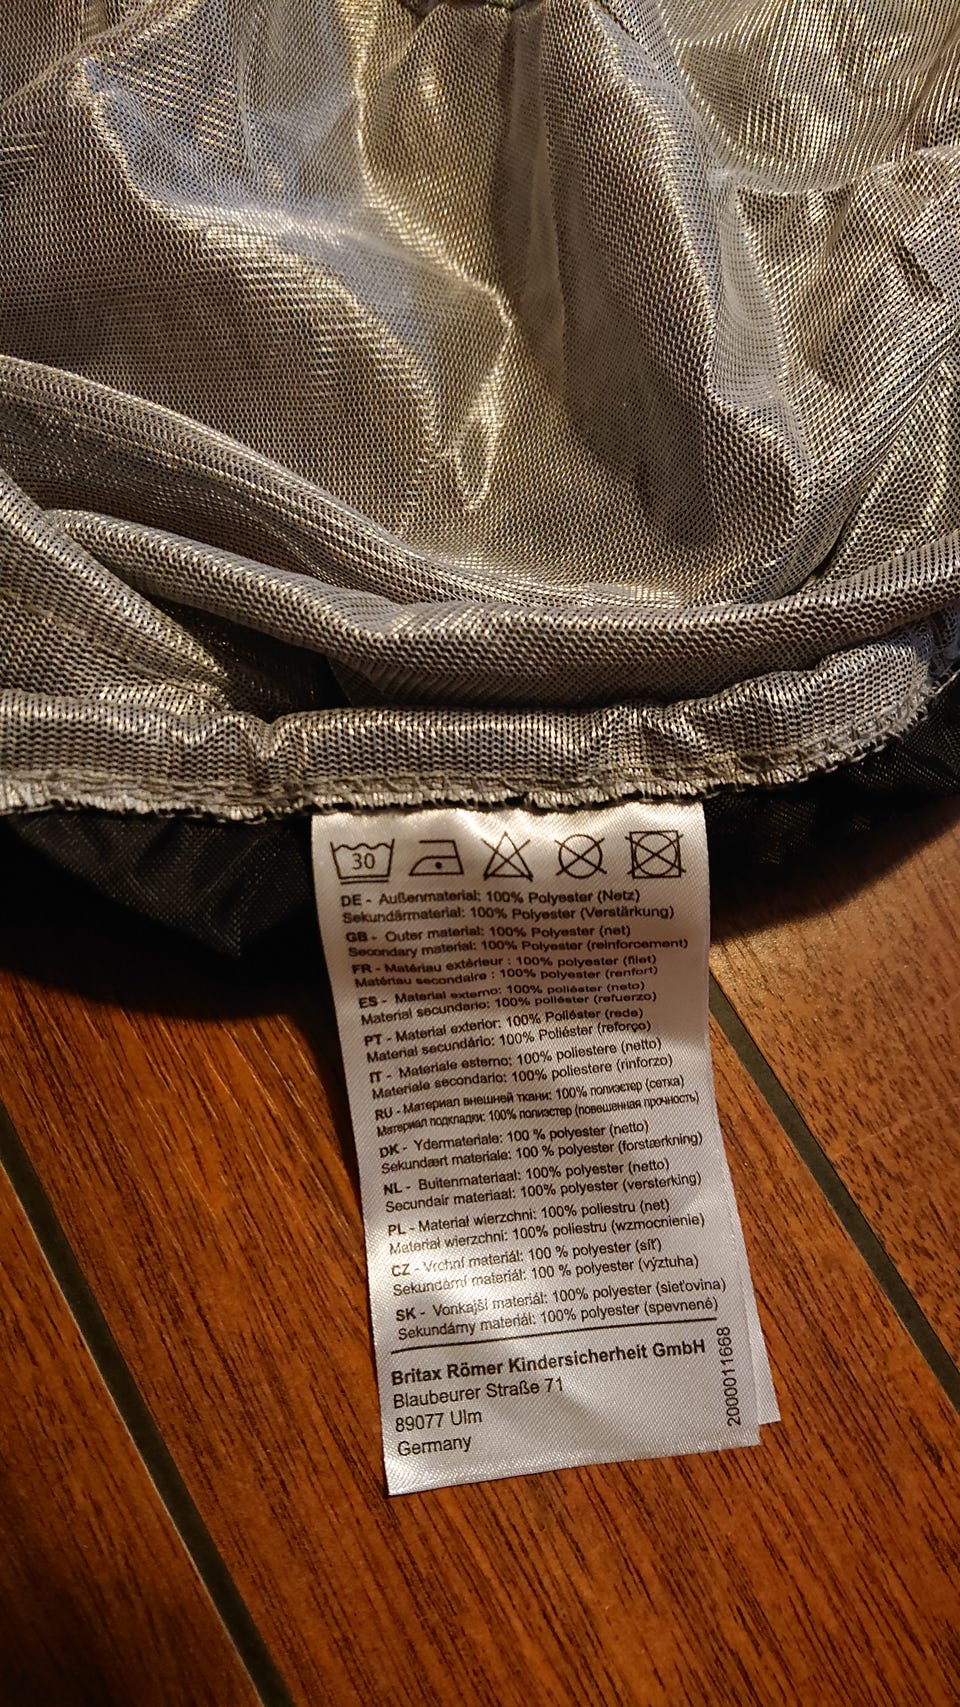 30
DE - Außenmaterial: 100% Polyester (Netz)
Sekundärmaterial: 100% Polyester (Verstärkung)
GB - Outer material: 100% Polyester (net)
Secondary material: 100% Polyester (reinforcement)
FR - Matériau extérieur : 100% polyester (filet)
Matériau secondaire : 100% polyester (renfort)
ES - Material externo: 100% poliéster (neto)
Material secundario: 100% poliéster (refuerzo)
PT - Material exterior: 100% Poliéster (rede)
Material secundário: 100% Poliéster (reforço)
IT - Materiale esterno: 100% poliestere (netto)
Materiale secondario: 100% poliestere (rinforzo)
RU - Материал внешней ткани: 100% полиэстер (сетка)
Материал подкладки: 100% полиэстер (повешенная прочность)
DK - Ydermateriale: 100 % polyester (netto)
Sekundært materiale: 100 % polyester (forstærkning)
NL - Buitenmateriaal: 100% polyester (netto)
Secundair materiaal: 100% polyester (versterking)
PL - Materiał wierzchni: 100% poliestru (net)
Materiał wierzchni: 100% poliestru (wzmocnienie)
CZ - Vrchní materiál: 100 % polyester (síť)
Sekundární materiál: 100 % polyester (výztuha)
SK - Vonkajší materiál: 100% polyester (sieťovina)
Sekundárny materiál: 100% polyester (spevnené)
Britax Römer Kindersicherheit GmbH
Blaubeurer Straße 71
89077 Ulm
Germany
2000011668